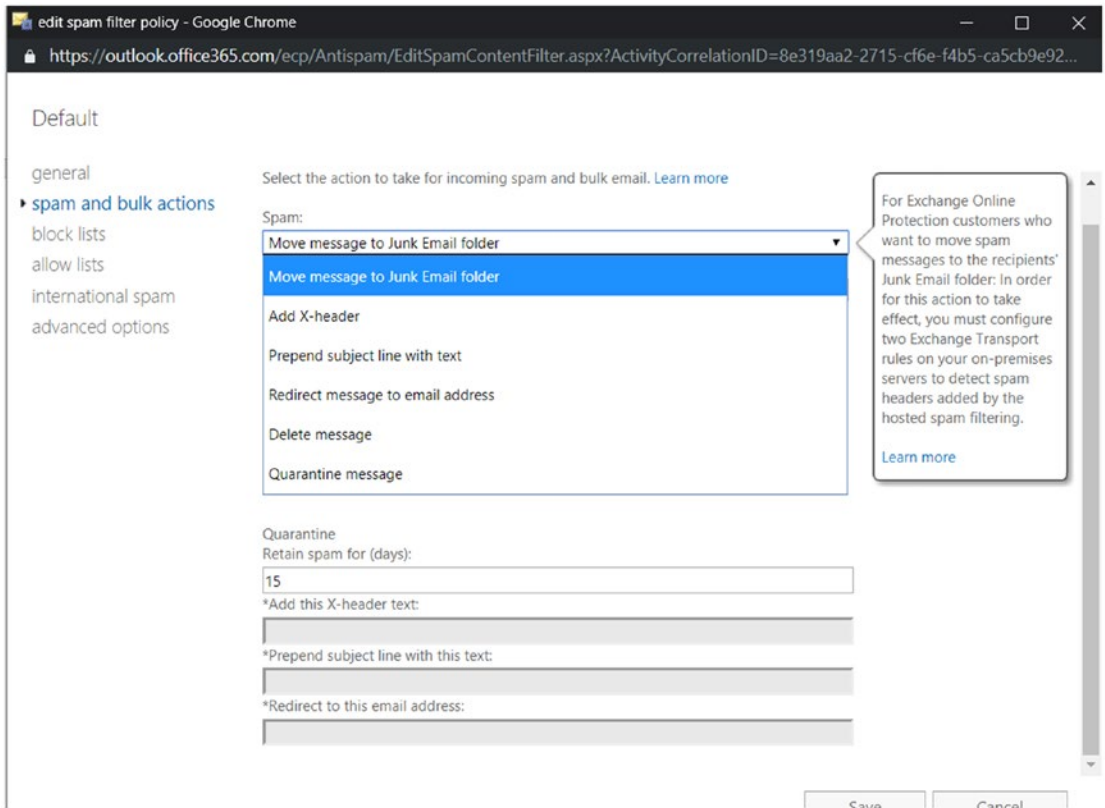 edit spam filter policy - Google Chrome
https://outlook.office365.com/ecp/Antispam/EditSpamContentFilter.aspx?ActivityCorrelationID=8e319aa2-2715-cf6e-f4b5-ca5cb9e92...
Default
general
spam and bulk actions
block lists
allow lists
international spam
advanced options
Select the action to take for incoming spam and bulk email. Learn more
Spam:
Move message to Junk Email folder
Move message to Junk Email folder
Add X-header
Prepend subject line with text
Redirect message to email address
Delete message
Quarantine message
Quarantine
Retain spam for (days):
15
*Add this X-header text:
*Prepend subject line with this text:
*Redirect to this email address:
For Exchange Online
Protection customers who
want to move spam
messages to the recipients'
Junk Email folder: In order
for this action to take
effect, you must configure
two Exchange Transport
rules on your on-premises
servers to detect spam
headers added by the
hosted spam filtering.
Learn more
Save
Cancel